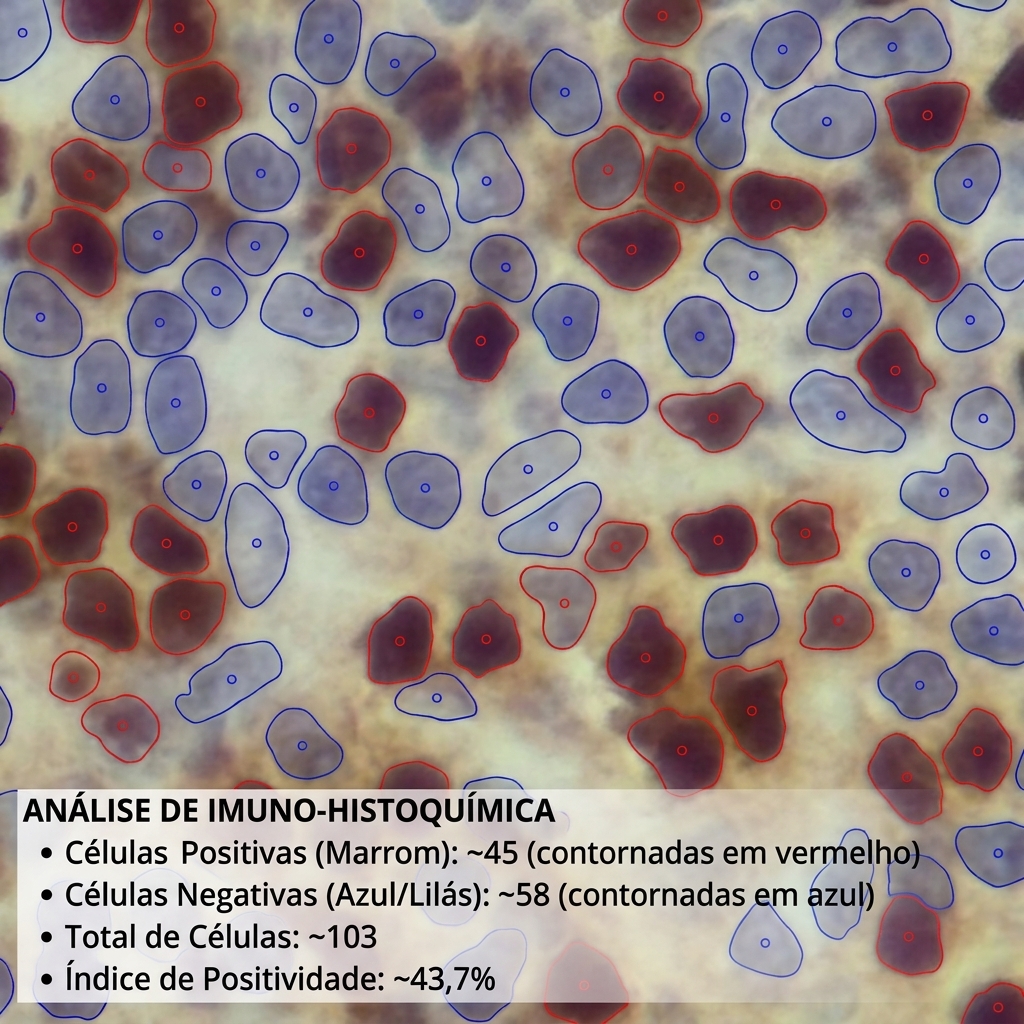 ANÁLISE DE IMUNO-HISTOQUÍMICA
• Células Positivas (Marrom): ~45 (contornadas em vermelho)
• Células Negativas (Azul/Lilás): ~58 (contornadas em azul)
• Total de Células: ~103
• Índice de Positividade: ~43,7%